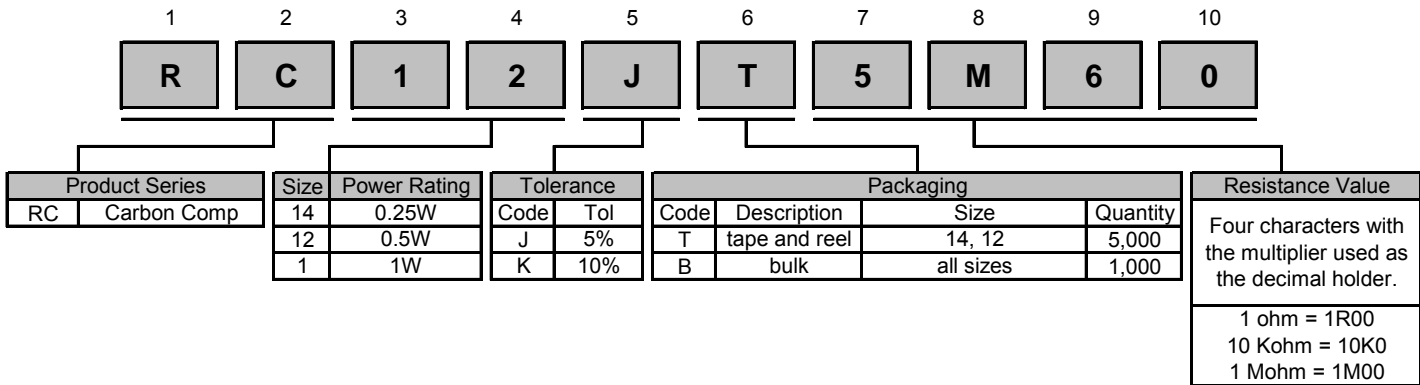 1 2 3 4 5 6 7 8 9 10
R C 1 2 J T 5 M 6 0
Product Series
RC Carbon Comp
Size Power Rating
14 0.25W
12 0.5W
1 1W
Tolerance
Code Tol
J 5%
K 10%
Packaging
Code Description Size Quantity
T tape and reel 14, 12 5,000
B bulk all sizes 1,000
Resistance Value
Four characters with
the multiplier used as
the decimal holder.
1 ohm = 1R00
10 Kohm = 10K0
1 Mohm = 1M00